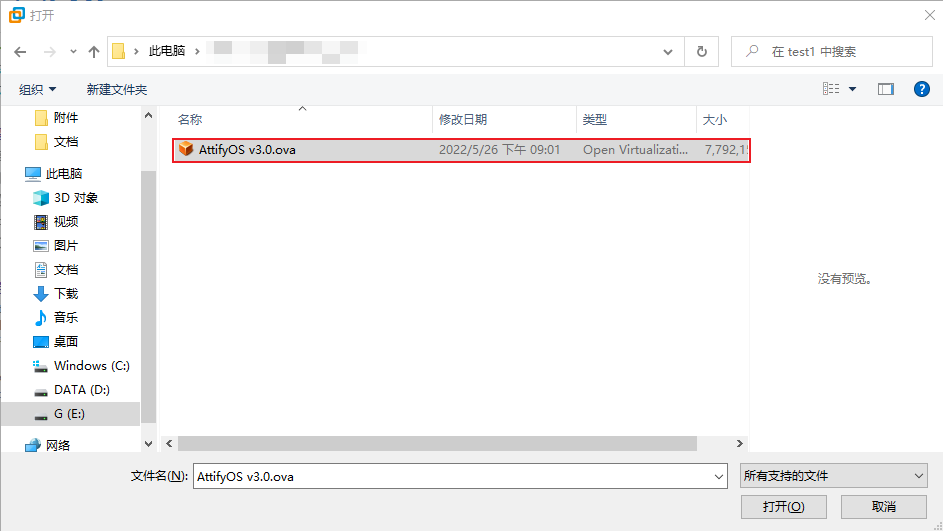 打开
此电脑
在 test1 中搜索
组织
新建文件夹
?
附件
文档
此电脑
3D 对象
视频
图片
文档
下载
音乐
桌面
Windows (C:)
DATA (D:)
G (E:)
网络
名称 修改日期 类型 大小
AttifyOS v3.0.ova 2022/5/26 下午 09:01 Open Virtualizati... 7,792,1
没有预览。
文件名(N): AttifyOS v3.0.ova 所有支持的文件
打开(O) 取消